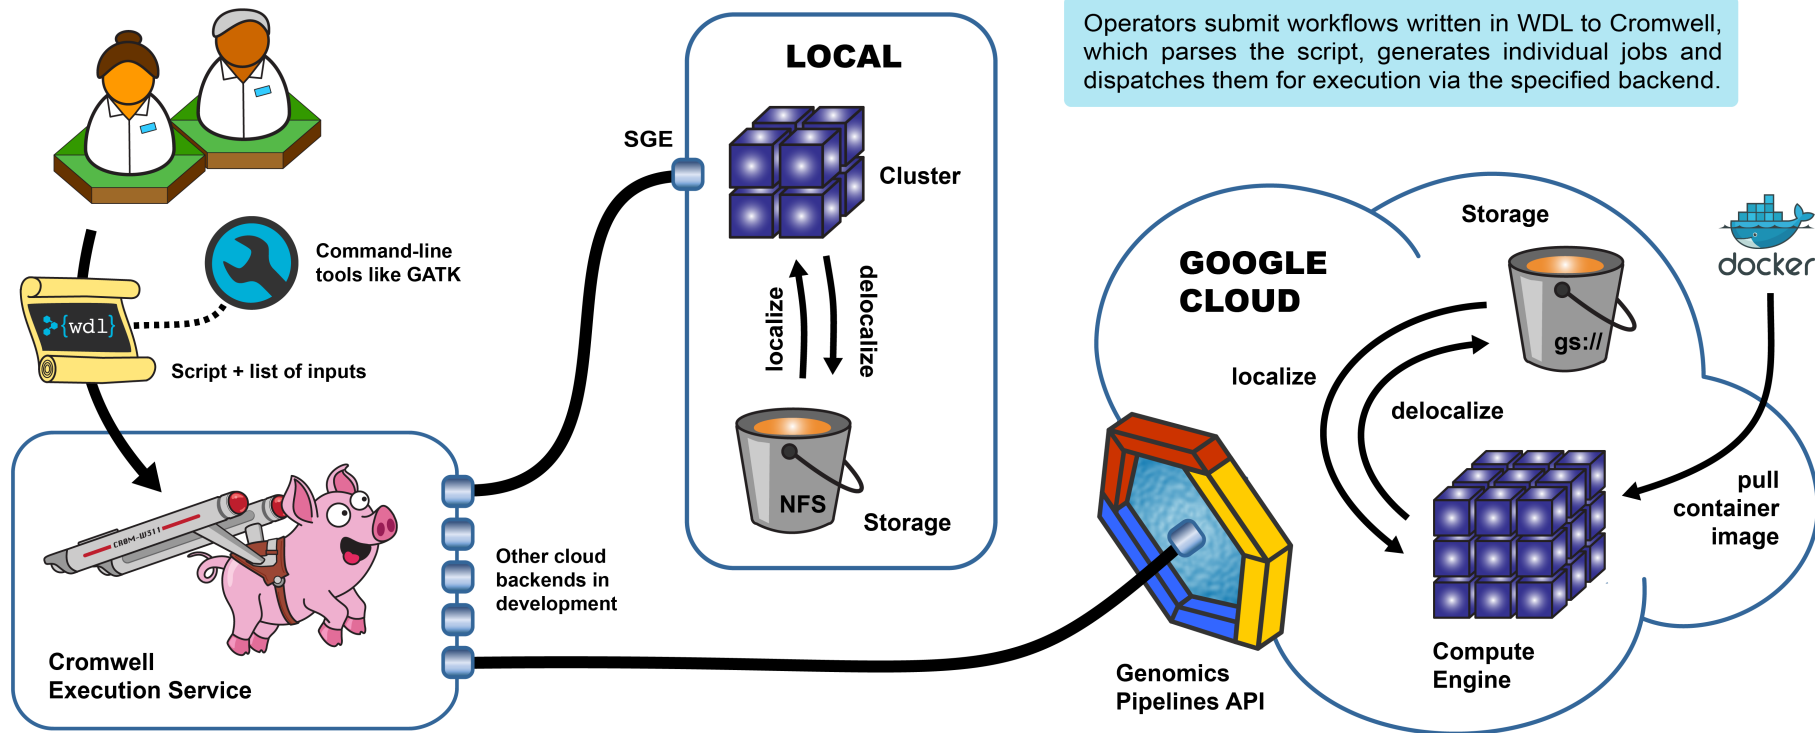 Operators submit workflows written in WDL to Cromwell,
which parses the script, generates individual jobs and
dispatches them for execution via the specified backend.
LOCAL
SGE
Cluster
localize
delocalize
NFS
Storage
Command-line
tools like GATK
{wdl}
Script + list of inputs
CROM-W311
Cromwell
Execution Service
Other cloud
backends in
development
GOOGLE
CLOUD
Storage
gs://
docker
localize
delocalize
pull
container
image
Compute
Engine
Genomics
Pipelines API